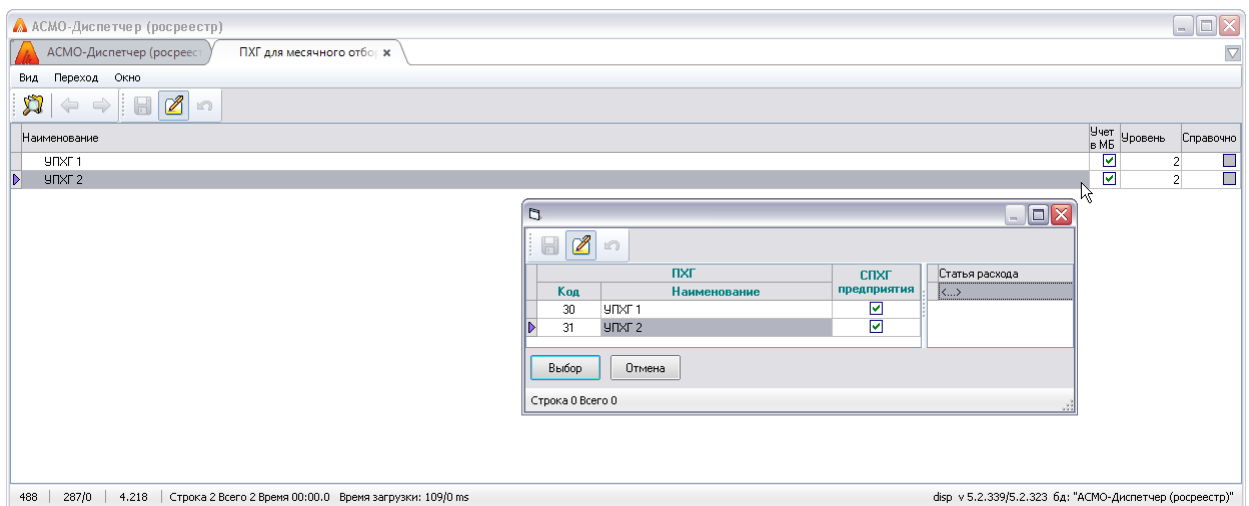 АСМО-Диспетчер (росреестр)
АСМО-Диспетчер (росреест
ПХГ для месячного отбо
Вид Переход Окно
Наименование Учет в МБ Уровень Справочно
УПХГ 1 2
УПХГ 2 2
ПХГ СПХГ предприятия Статья расхода
Код Наименование <...>
30 УПХГ 1
31 УПХГ 2
Выбор Отмена
Строка 0 Всего 0
488 287/0 4.218 Строка 2 Всего 2 Время 00:00.0 Время загрузки: 109/0 ms disp v 5.2.339/5.2.323 бд: "АСМО-Диспетчер (росреестр)"